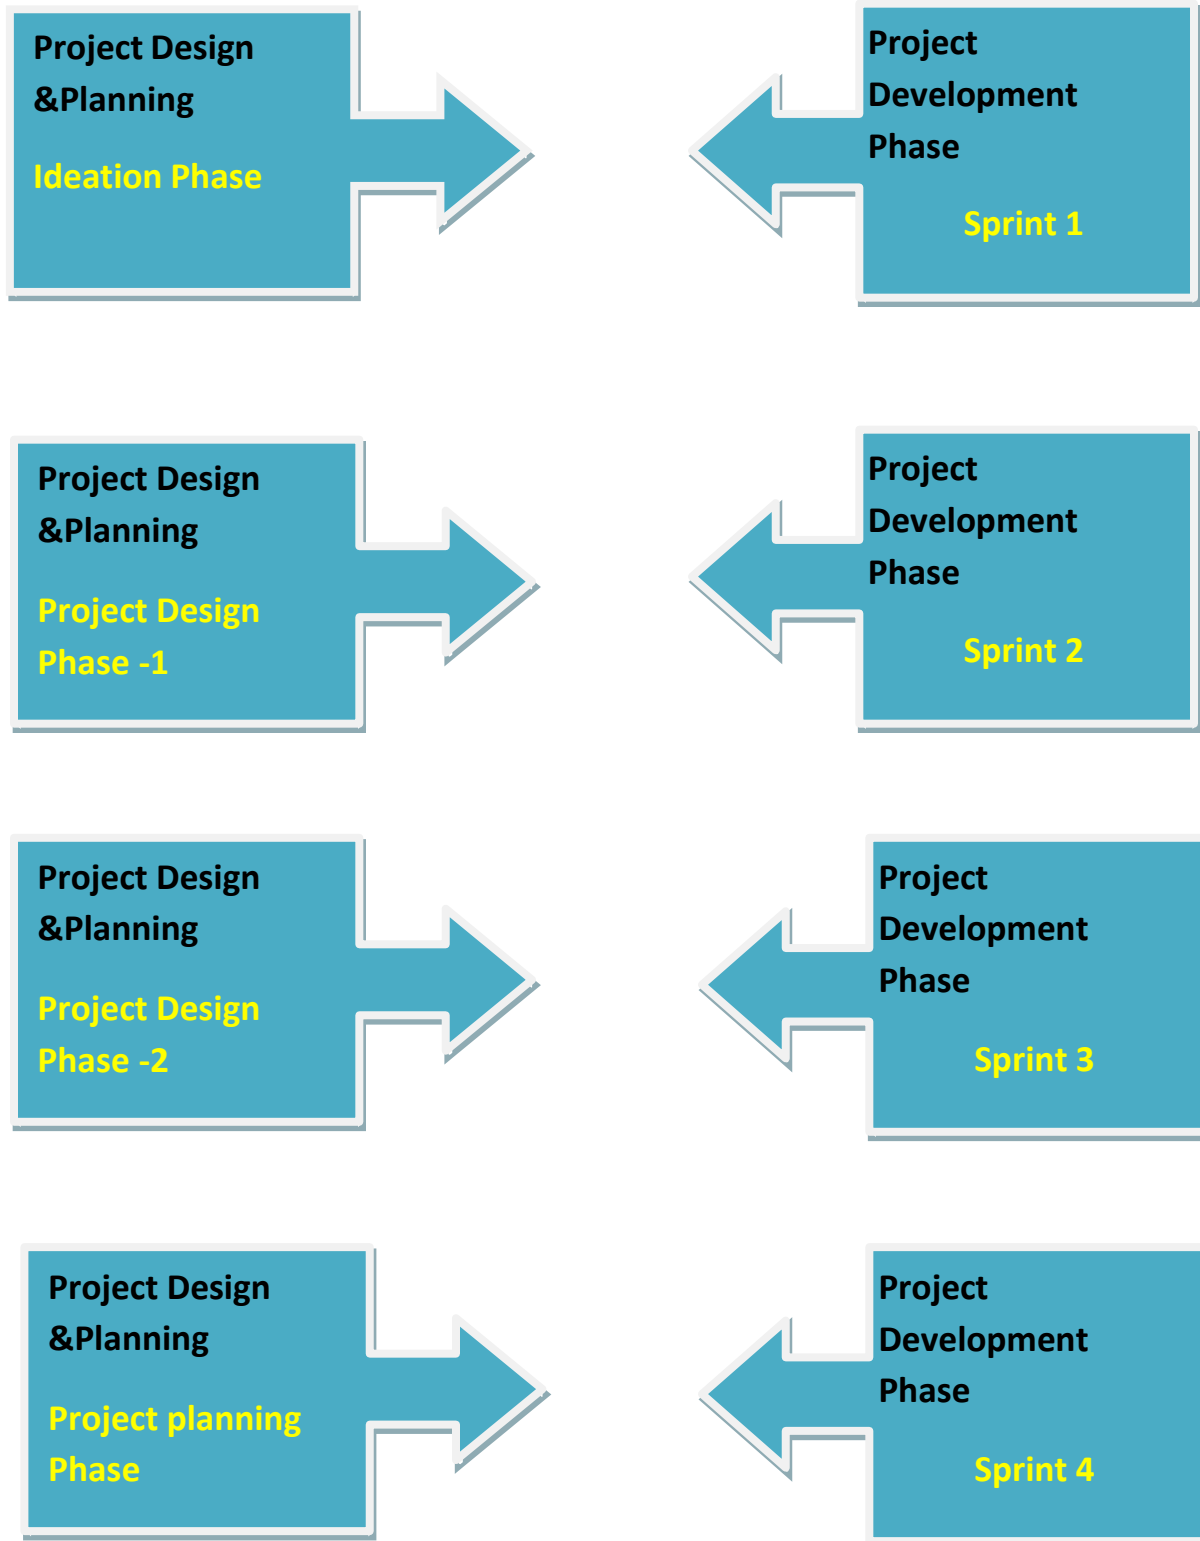 Project Design
&Planning
Ideation Phase
Project
Development
Phase
Sprint 1
Project Design
&Planning
Project Design
Phase -1
Project
Development
Phase
Sprint 2
Project Design
&Planning
Project Design
Phase -2
Project
Development
Phase
Sprint 3
Project Design
&Planning
Project planning
Phase
Project
Development
Phase
Sprint 4